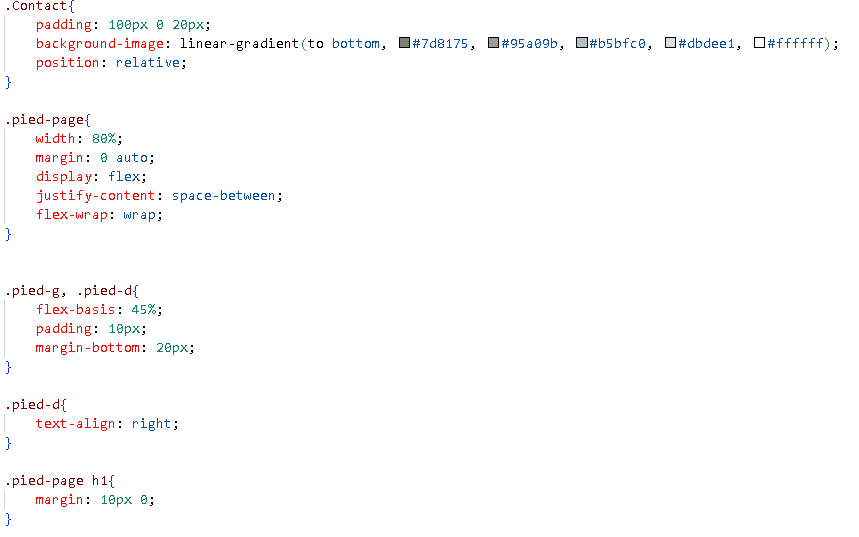 .Contact{
padding: 100px 0 20px;
background-image: linear-gradient(to bottom, #7d8175, #95a09b, #b5bfc0, #dbdee1, #ffffff);
position: relative;
}
.pied-page{
width: 80%;
margin: 0 auto;
display: flex;
justify-content: space-between;
flex-wrap: wrap;
}
.pied-g, .pied-d{
flex-basis: 45%;
padding: 10px;
margin-bottom: 20px;
}
.pied-d{
text-align: right;
}
.pied-page h1{
margin: 10px 0;
}